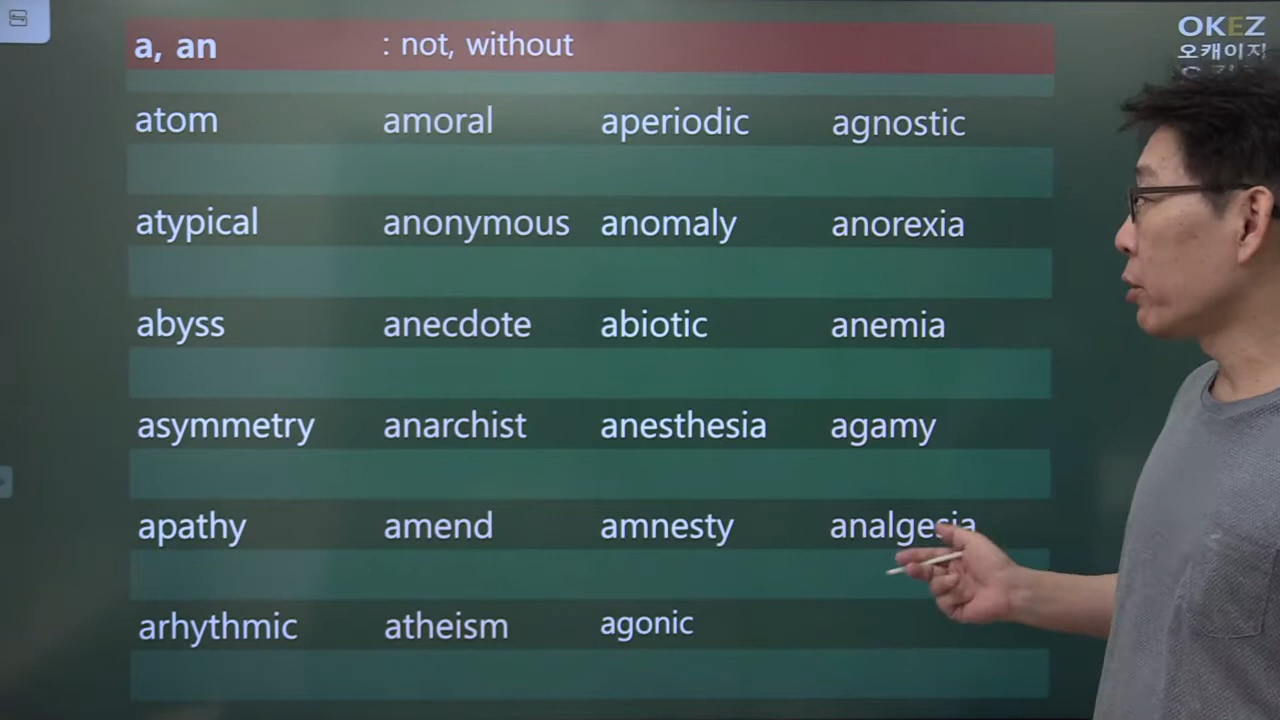 a, an : not, without
OKEZ
오캐이지
atom amoral aperiodic agnostic
atypical anonymous anomaly anorexia
abyss anecdote abiotic anemia
asymmetry anarchist anesthesia agamy
apathy amend amnesty analgesia
arhythmic atheism agonic